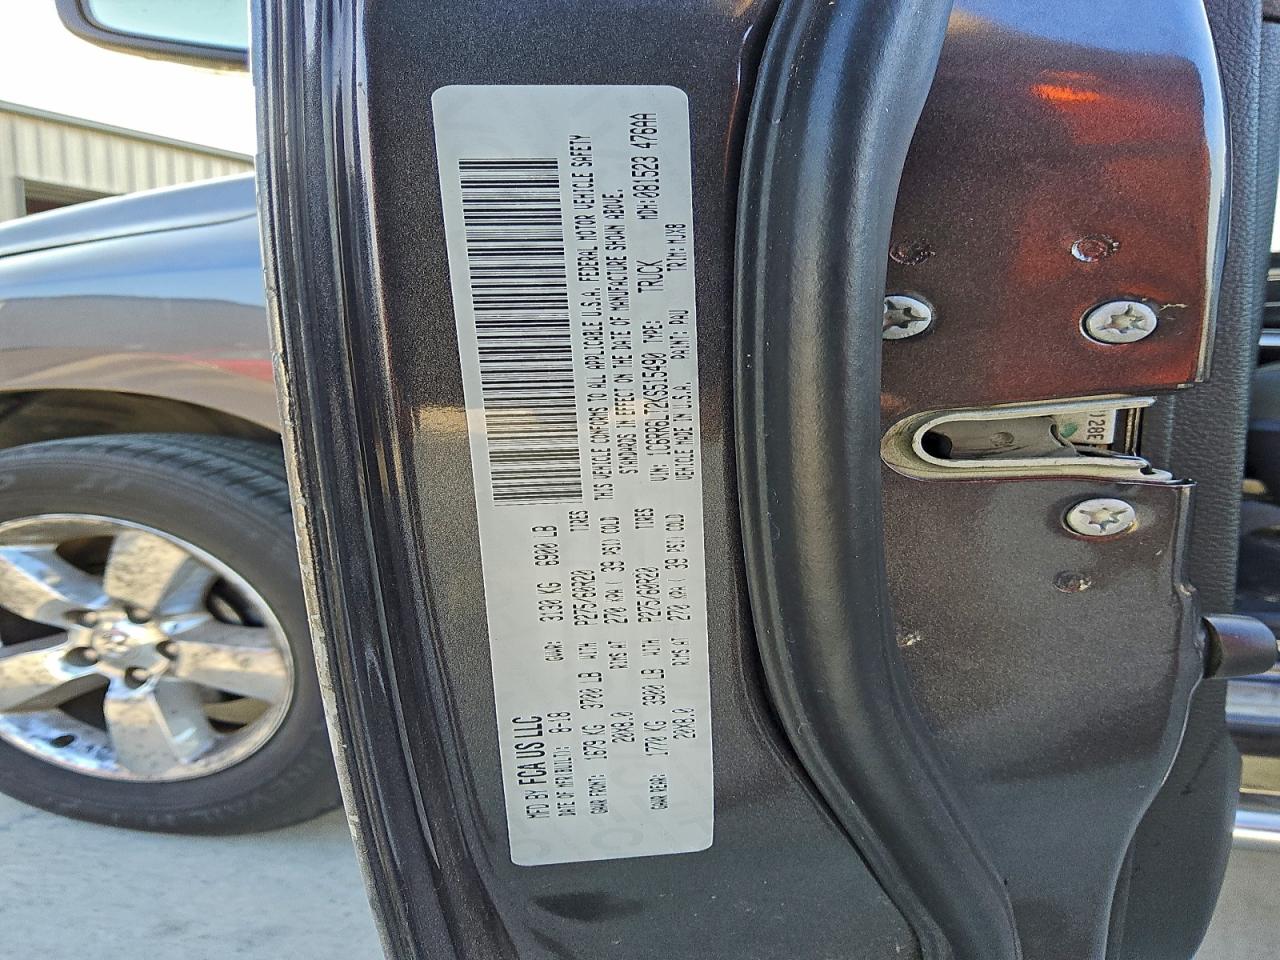 MFD BY FCA US LLC
DATE OF MFR(BUILT): 8-18 GVWR: 3130 KG 6900 LB
GAWR FRONT: 1679 KG 3700 LB WITH P275/60R20 TIRES
20X8.0 RIMS AT 270 KPA( 39 PSI) COLD
GAWR REAR: 1770 KG 3900 LB WITH P275/60R20 TIRES
20X8.0 RIMS AT 270 KPA( 39 PSI) COLD
THIS VEHICLE CONFORMS TO ALL APPLICABLE U.S.A. FEDERAL MOTOR VEHICLE SAFETY
STANDARDS IN EFFECT ON THE DATE OF MANUFACTURE SHOWN ABOVE.
VIN: 1C6RR6LT2KS515490 TYPE: TRUCK MDH:081523 476AA
VEHICLE MADE IN U.S.A. PAINT: PAU TRIM: MJX8